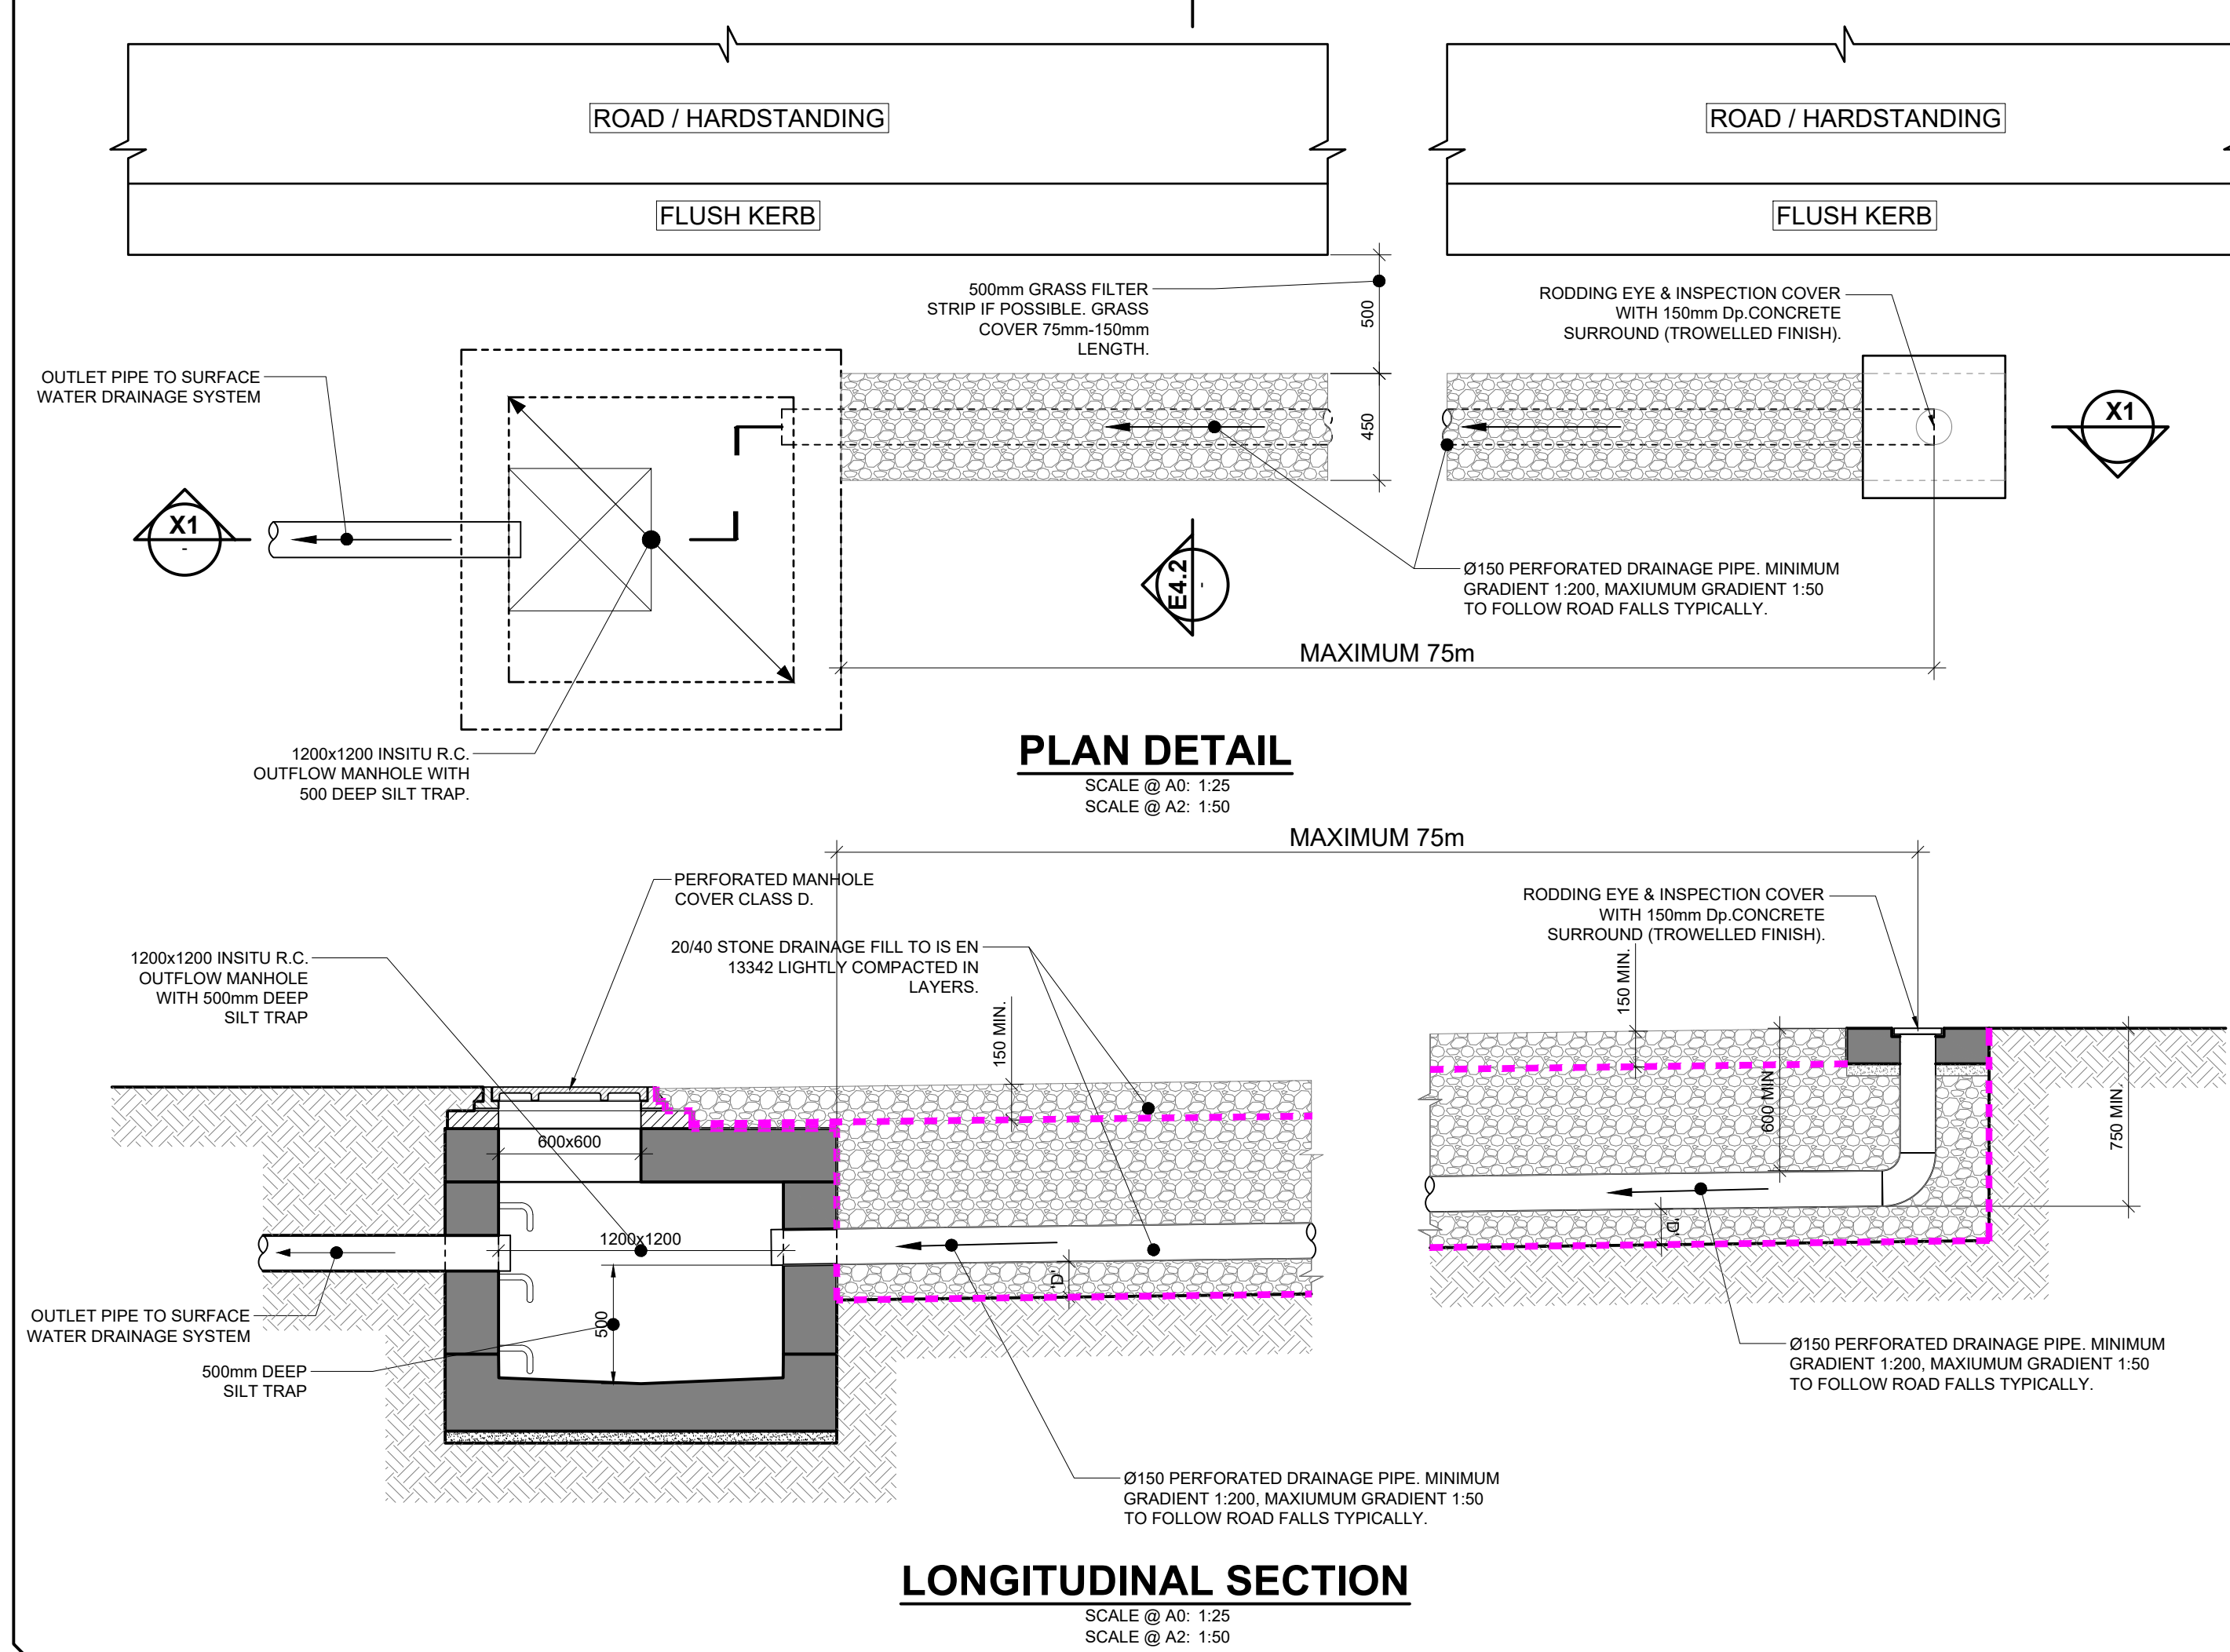 ROAD / HARDSTANDING
ROAD / HARDSTANDING
FLUSH KERB
FLUSH KERB
500mm GRASS FILTER
STRIP IF POSSIBLE. GRASS
COVER 75mm-150mm
LENGTH.
500
RODDING EYE & INSPECTION COVER
WITH 150mm Dp.CONCRETE
SURROUND (TROWELLED FINISH).
OUTLET PIPE TO SURFACE
WATER DRAINAGE SYSTEM
450
X1
X1
-
E4.2
-
Ø150 PERFORATED DRAINAGE PIPE. MINIMUM
GRADIENT 1:200, MAXIUMUM GRADIENT 1:50
TO FOLLOW ROAD FALLS TYPICALLY.
MAXIMUM 75m
1200x1200 INSITU R.C.
OUTFLOW MANHOLE WITH
500 DEEP SILT TRAP.
PLAN DETAIL
SCALE @ A0: 1:25
SCALE @ A2: 1:50
MAXIMUM 75m
PERFORATED MANHOLE
COVER CLASS D.
RODDING EYE & INSPECTION COVER
WITH 150mm Dp.CONCRETE
SURROUND (TROWELLED FINISH).
20/40 STONE DRAINAGE FILL TO IS EN
13342 LIGHTLY COMPACTED IN
LAYERS.
1200x1200 INSITU R.C.
OUTFLOW MANHOLE
WITH 500mm DEEP
SILT TRAP
150 MIN.
150 MIN.
600 MIN
750 MIN.
600x600
1200x1200
'D'
'D'
500
OUTLET PIPE TO SURFACE
WATER DRAINAGE SYSTEM
500mm DEEP
SILT TRAP
Ø150 PERFORATED DRAINAGE PIPE. MINIMUM
GRADIENT 1:200, MAXIUMUM GRADIENT 1:50
TO FOLLOW ROAD FALLS TYPICALLY.
Ø150 PERFORATED DRAINAGE PIPE. MINIMUM
GRADIENT 1:200, MAXIUMUM GRADIENT 1:50
TO FOLLOW ROAD FALLS TYPICALLY.
LONGITUDINAL SECTION
SCALE @ A0: 1:25
SCALE @ A2: 1:50